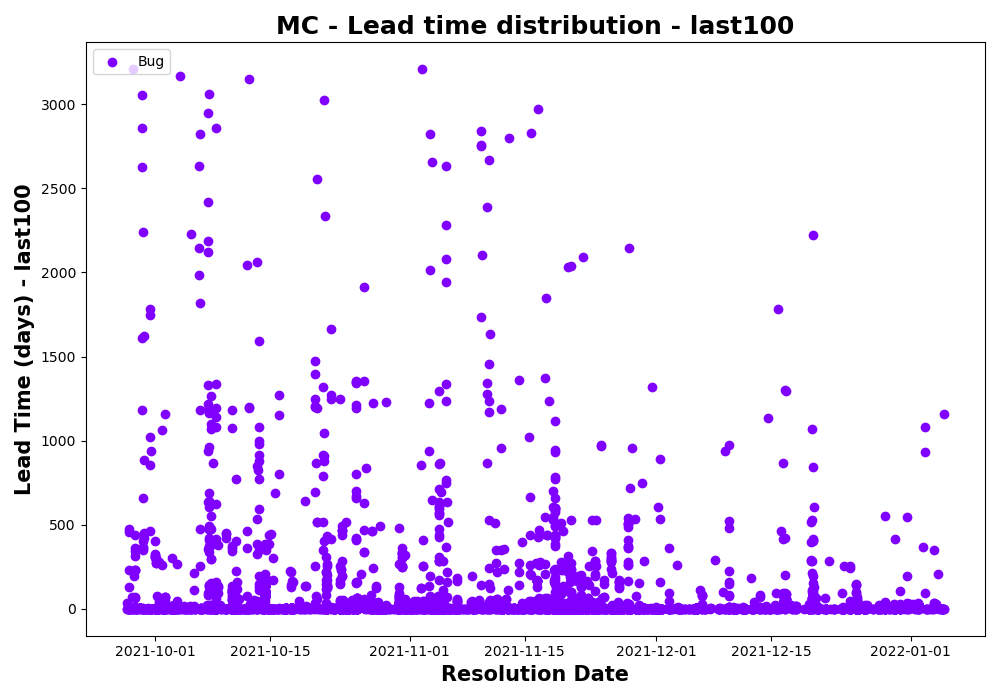 MC - Lead time distribution - last100
Bug
Lead Time (days) - last100
3000
2500
2000
1500
1000
500
0
2021-10-01 2021-10-15 2021-11-01 2021-11-15 2021-12-01 2021-12-15 2022-01-01
Resolution Date